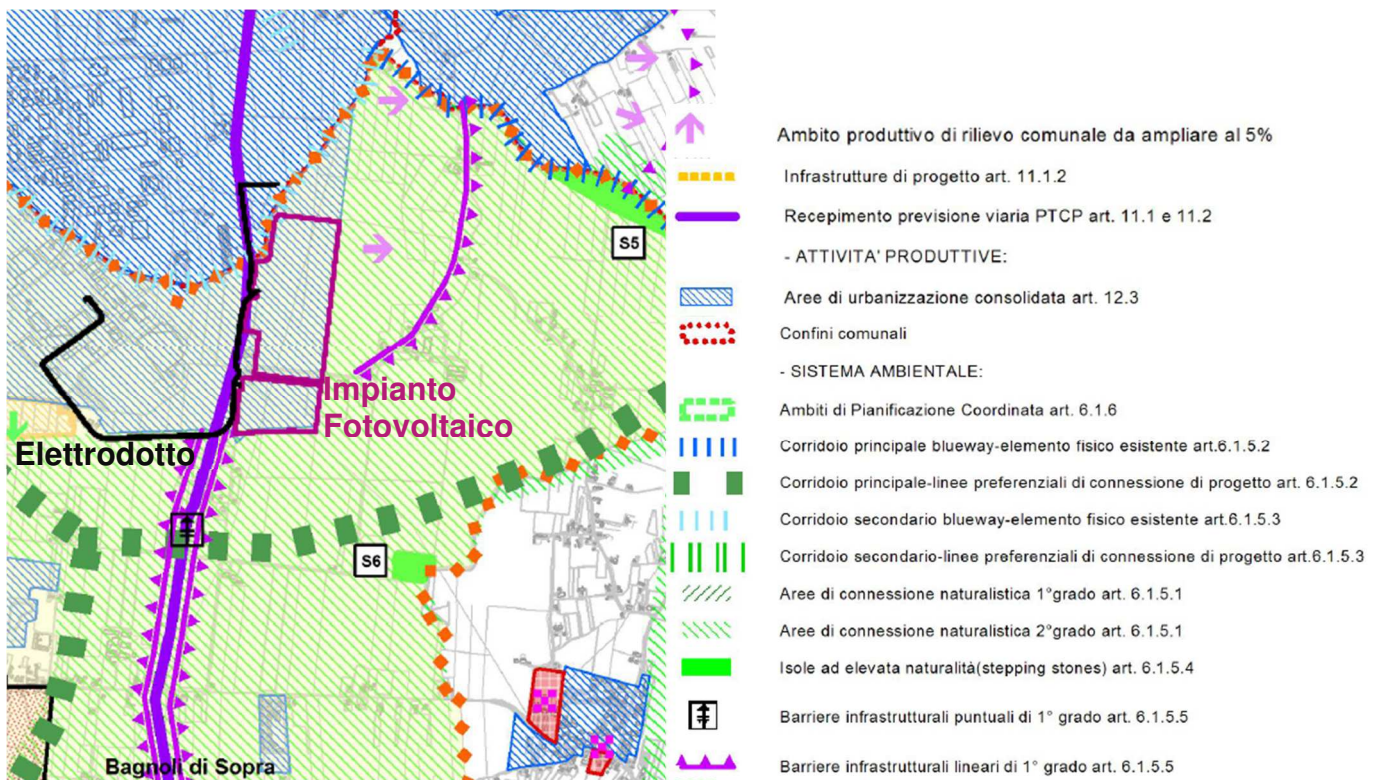 S5
Impianto
Fotovoltaico
Elettrodotto
S6
Bagnoli di Sopra
Ambito produttivo di rilievo comunale da ampliare al 5%
Infrastrutture di progetto art. 11.1.2
Recepimento previsione viaria PTCP art. 11.1 e 11.2
- ATTIVITA' PRODUTTIVE:
Aree di urbanizzazione consolidata art. 12.3
Confini comunali
- SISTEMA AMBIENTALE:
Ambiti di Pianificazione Coordinata art. 6.1.6
Corridoio principale blueway-elemento fisico esistente art.6.1.5.2
Corridoio principale-linee preferenziali di connessione di progetto art. 6.1.5.2
Corridoio secondario blueway-elemento fisico esistente art.6.1.5.3
Corridoio secondario-linee preferenziali di connessione di progetto art.6.1.5.3
Aree di connessione naturalistica 1°grado art. 6.1.5.1
Aree di connessione naturalistica 2°grado art. 6.1.5.1
Isole ad elevata naturalità(stepping stones) art. 6.1.5.4
Barriere infrastrutturali puntuali di 1° grado art. 6.1.5.5
Barriere infrastrutturali lineari di 1° grado art. 6.1.5.5